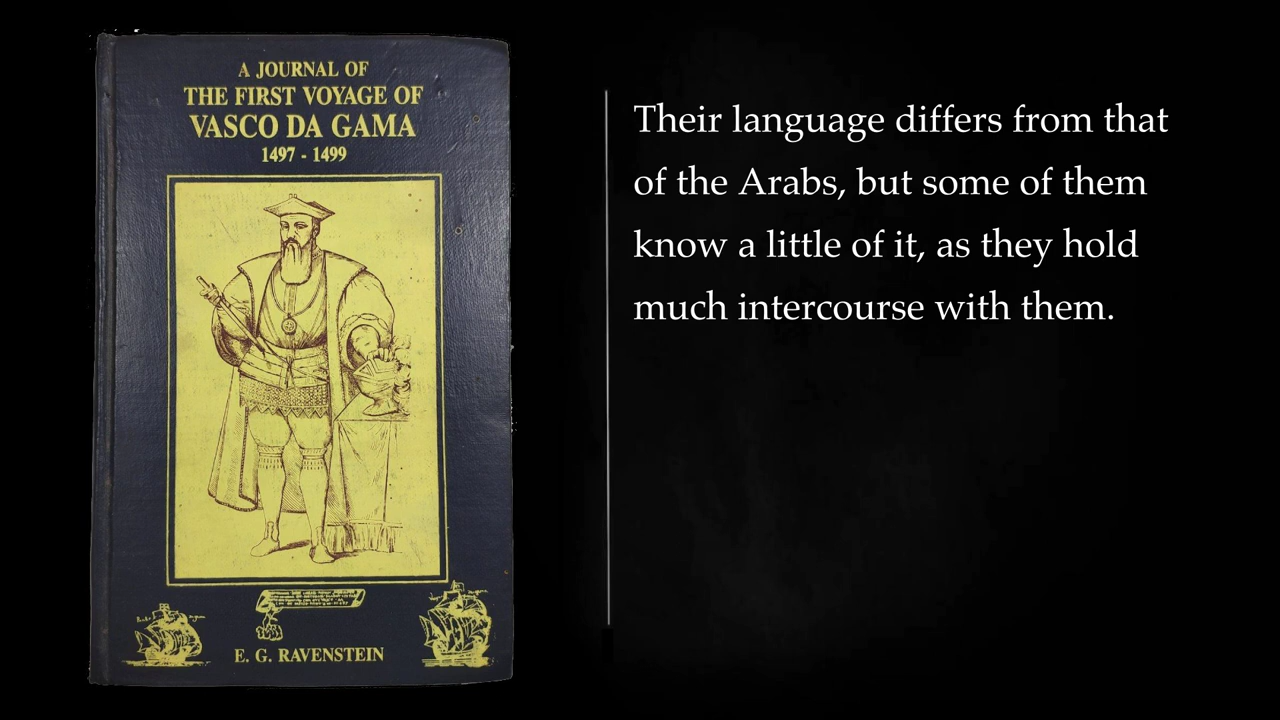 A JOURNAL OF
THE FIRST VOYAGE OF
VASCO DA GAMA
1497 - 1499
E. G. RAVENSTEIN
Their language differs from that
of the Arabs, but some of them
know a little of it, as they hold
much intercourse with them.